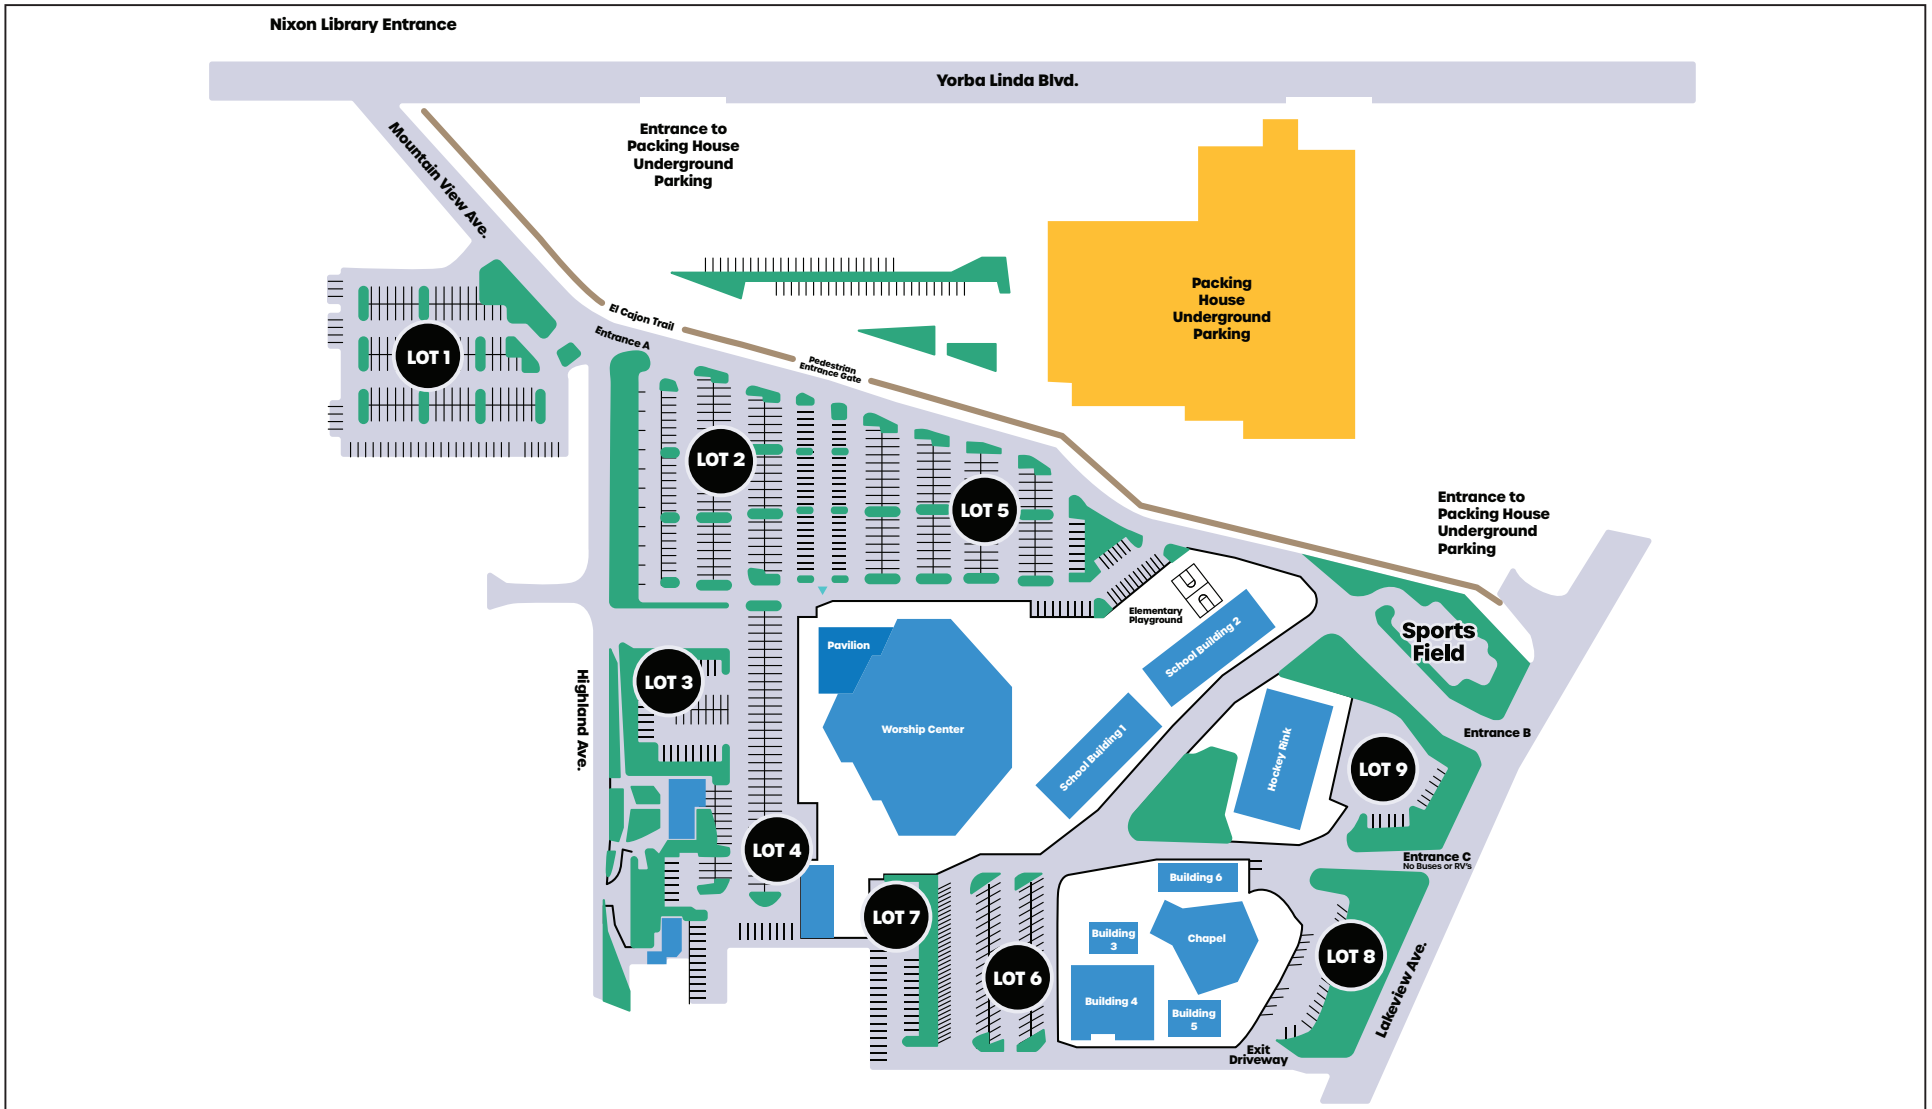 Nixon Library Entrance
Yorba Linda Blvd.
Mountain View Ave.
Entrance to
Packing House
Underground
Parking
Packing
House
Underground
Parking
El Cajon Trail
Entrance A
Pedestrian
Entrance Gate
LOT 1
LOT 2
LOT 5
Entrance to
Packing House
Underground
Parking
Elementary
Playground
School Building 2
Sports
Field
Pavilion
LOT 3
Highland Ave.
Worship Center
School Building 1
Hockey Rink
Entrance B
LOT 9
LOT 4
Entrance C
No Buses or RV's
Building 6
LOT 7
Building
3
Chapel
LOT 8
LOT 6
Building 4
Building
5
Lakeview Ave.
Exit
Driveway